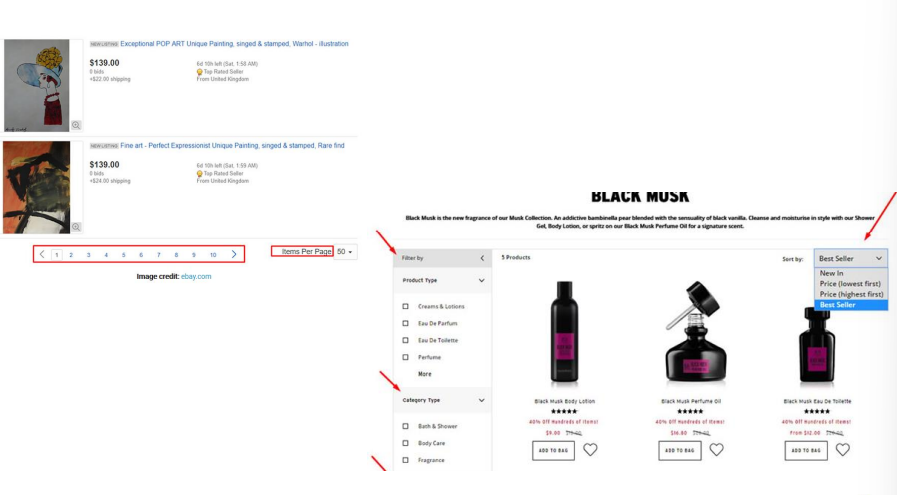 NEW LISTING Exceptional POP ART Unique Painting, singed & stamped, Warhol - illustration
$139.00
0 bids
+$22.00 shipping
6d 10h left (Sat, 1:58 AM)
Top Rated Seller
From United Kingdom
NEW LISTING Fine art - Perfect Expressionist Unique Painting, singed & stamped, Rare find
$139.00
0 bids
+$24.00 shipping
6d 10h left (Sat, 1:59 AM)
Top Rated Seller
From United Kingdom
1 2 3 4 5 6 7 8 9 10
Items Per Page: 50
Image credit: ebay.com
BLACK MUSK
Black Musk is the new fragrance of our Musk Collection. An addictive bambinella pear blended with the sensuality of black vanilla. Cleanse and moisturise in style with our Shower
Gel, Body Lotion, or spritz on our Black Musk Perfume Oil for a signature scent.
Filter by
Product Type
Creams & Lotions
Eau De Parfum
Eau De Toilette
Perfume
More
Category Type
Bath & Shower
Body Care
Fragrance
5 Products
Sort by:
Best Seller
New In
Price (lowest first)
Price (highest first)
Best Seller
Black Musk Body Lotion
40% Off Hundreds of Items!
ADD TO BAG
Black Musk Perfume Oil
40% Off Hundreds of Items!
ADD TO BAG
Black Musk Eau De Toilette
40% Off Hundreds of Items!
From $12.00
ADD TO BAG